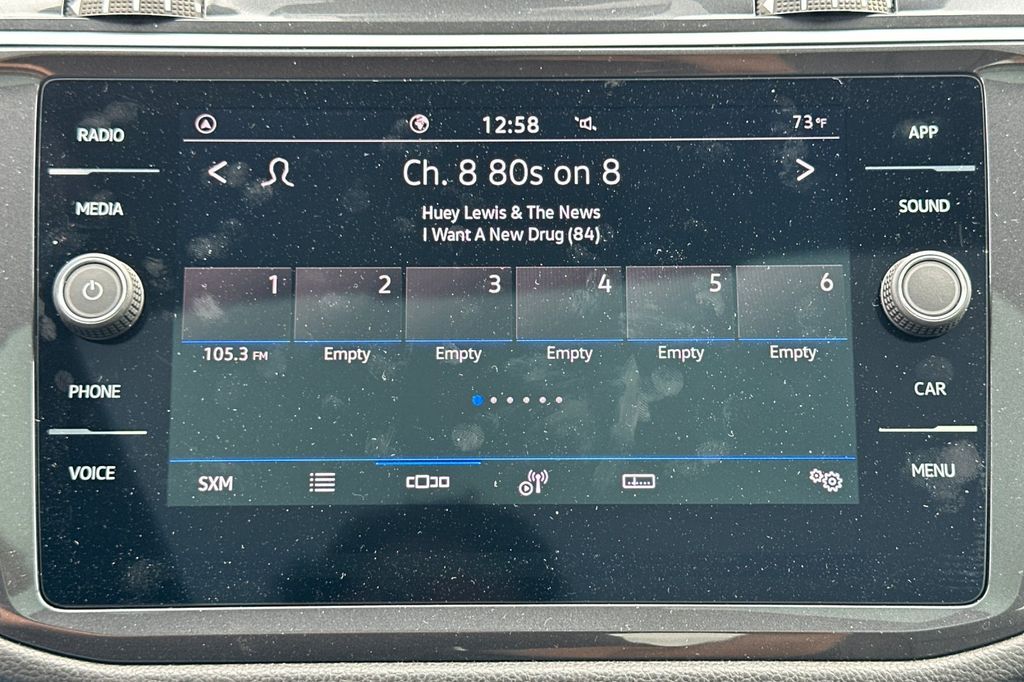 RADIO
MEDIA
PHONE
VOICE
12:58
73°F
< Ch. 8 80s on 8 >
Huey Lewis & The News
I Want A New Drug (84)
1 2 3 4 5 6
105.3 FM Empty Empty Empty Empty Empty
SXM
APP
SOUND
CAR
MENU